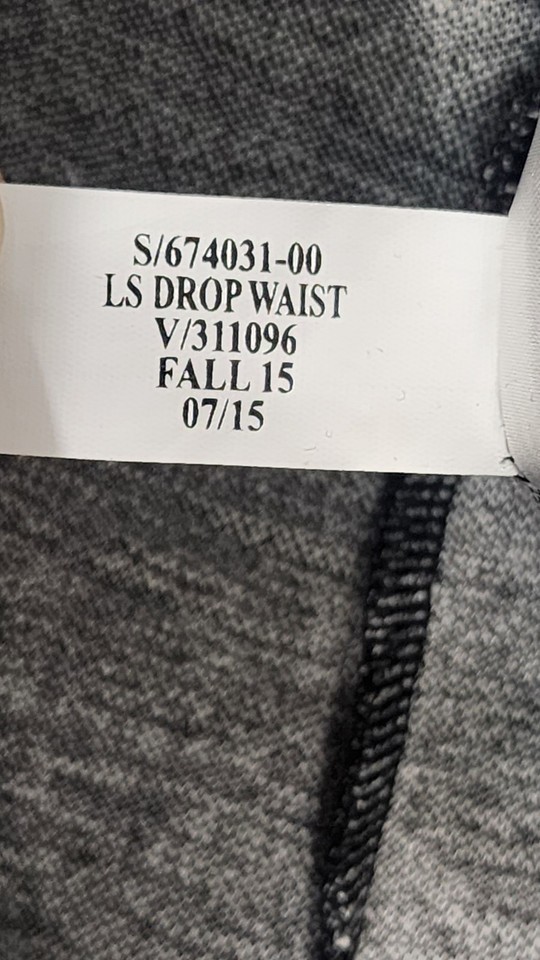 S/674031-00
LS DROP WAIST
V/311096
FALL 15
07/15